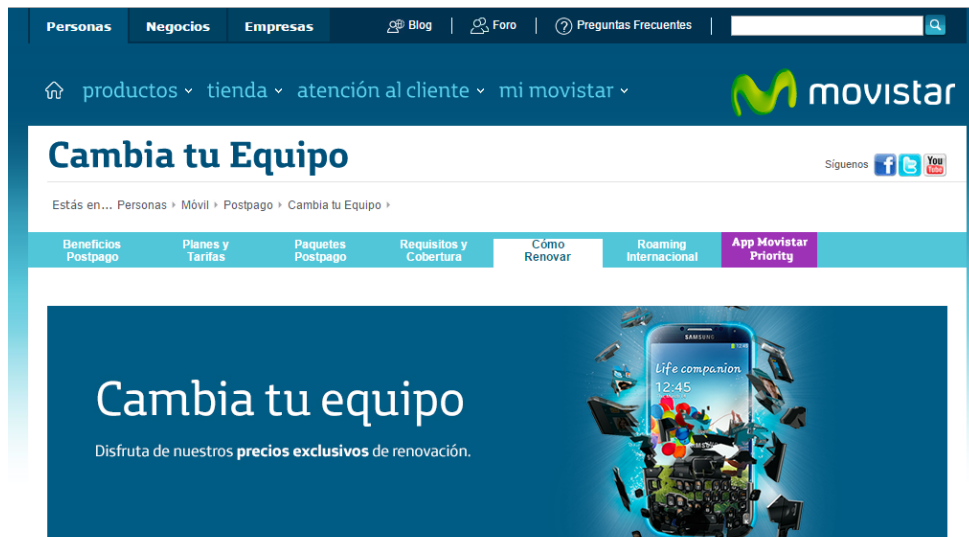 Personas Negocios Empresas Blog Foro Preguntas Frecuentes
productos tienda atención al cliente mi movistar
movistar
Cambia tu Equipo
Síguenos
You
Tube
Estás en... Personas Móvil Postpago Cambia tu Equipo
Beneficios Postpago
Planes y Tarifas
Paquetes Postpago
Requisitos y Cobertura
Cómo Renovar
Roaming Internacional
App Movistar Priority
Cambia tu equipo
Disfruta de nuestros precios exclusivos de renovación.
SAMSUNG
12:45
Life companion
12:45